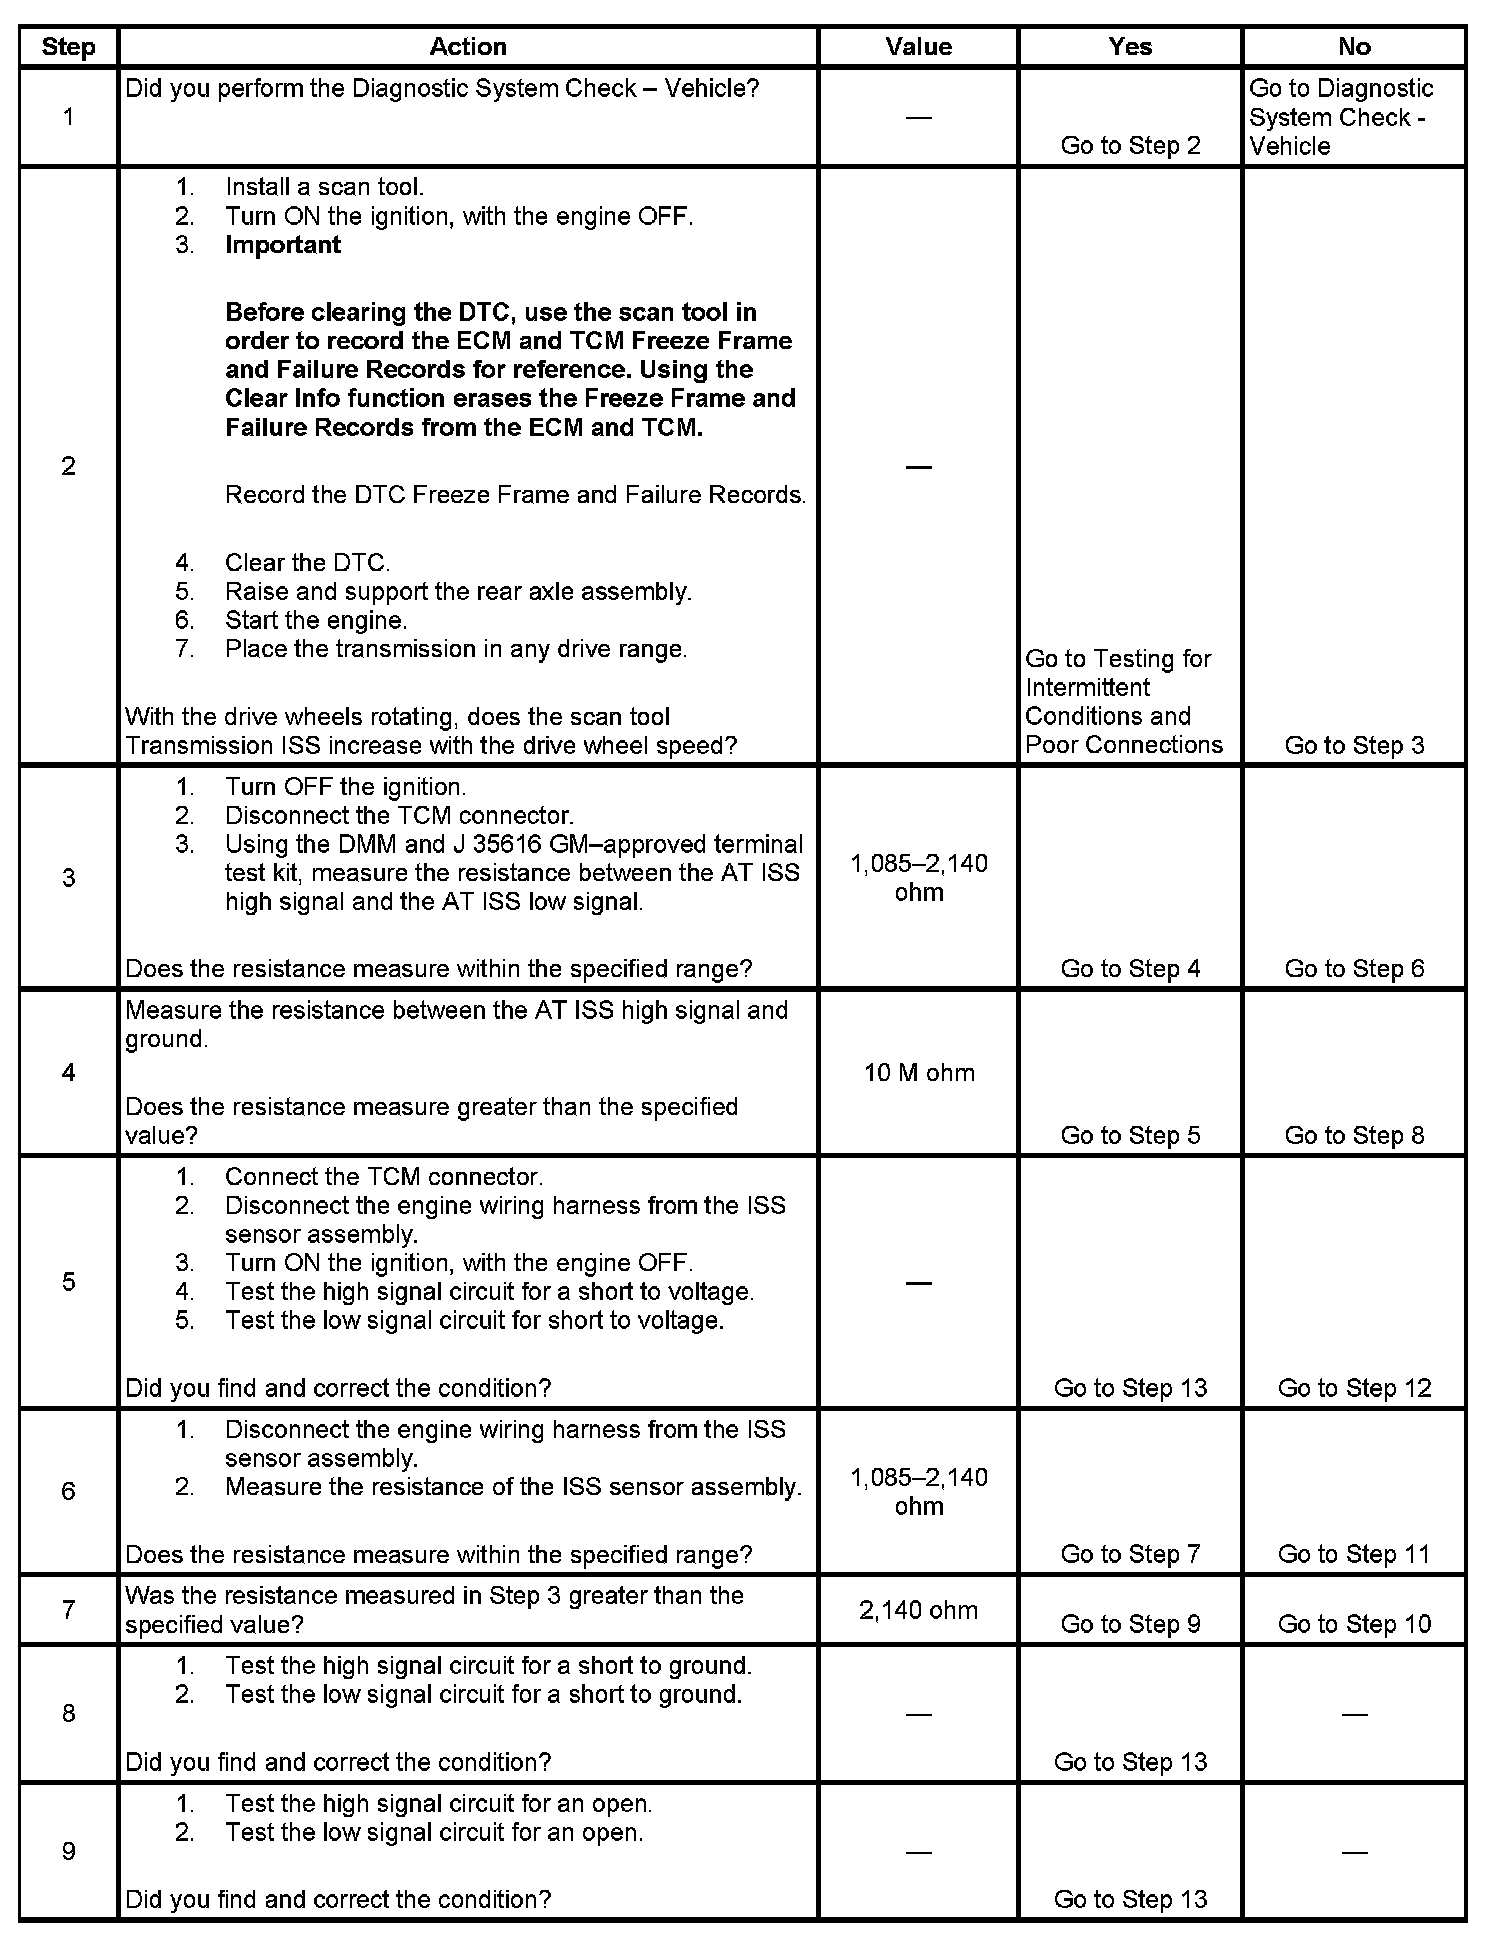 Step Action Value Yes No
1
Did you perform the Diagnostic System Check – Vehicle?
—
Go to Step 2
Go to Diagnostic
System Check -
Vehicle
2
1. Install a scan tool.
2. Turn ON the ignition, with the engine OFF.
3. Important
Before clearing the DTC, use the scan tool in
order to record the ECM and TCM Freeze Frame
and Failure Records for reference. Using the
Clear Info function erases the Freeze Frame and
Failure Records from the ECM and TCM.
Record the DTC Freeze Frame and Failure Records.
4. Clear the DTC.
5. Raise and support the rear axle assembly.
6. Start the engine.
7. Place the transmission in any drive range.
With the drive wheels rotating, does the scan tool
Transmission ISS increase with the drive wheel speed?
—
Go to Testing for
Intermittent
Conditions and
Poor Connections
Go to Step 3
3
1. Turn OFF the ignition.
2. Disconnect the TCM connector.
3. Using the DMM and J 35616 GM–approved terminal
test kit, measure the resistance between the AT ISS
high signal and the AT ISS low signal.
Does the resistance measure within the specified range?
1,085–2,140
ohm
Go to Step 4
Go to Step 6
4
Measure the resistance between the AT ISS high signal and
ground.
Does the resistance measure greater than the specified
value?
10 M ohm
Go to Step 5
Go to Step 8
5
1. Connect the TCM connector.
2. Disconnect the engine wiring harness from the ISS
sensor assembly.
3. Turn ON the ignition, with the engine OFF.
4. Test the high signal circuit for a short to voltage.
5. Test the low signal circuit for short to voltage.
Did you find and correct the condition?
—
Go to Step 13
Go to Step 12
6
1. Disconnect the engine wiring harness from the ISS
sensor assembly.
2. Measure the resistance of the ISS sensor assembly.
Does the resistance measure within the specified range?
1,085–2,140
ohm
Go to Step 7
Go to Step 11
7
Was the resistance measured in Step 3 greater than the
specified value?
2,140 ohm
Go to Step 9
Go to Step 10
8
1. Test the high signal circuit for a short to ground.
2. Test the low signal circuit for a short to ground.
Did you find and correct the condition?
—
Go to Step 13
—
9
1. Test the high signal circuit for an open.
2. Test the low signal circuit for an open.
Did you find and correct the condition?
—
Go to Step 13
—